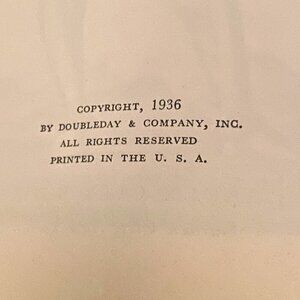 COPYRIGHT, 1936
BY DOUBLEDAY & COMPANY, INC.
ALL RIGHTS RESERVED
PRINTED IN THE U. S. A.